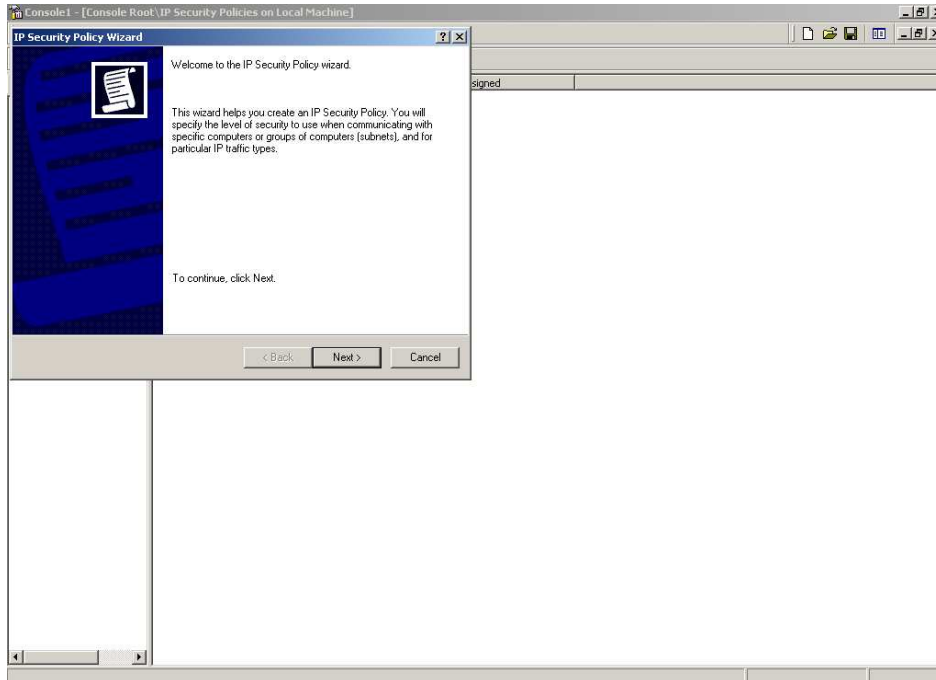 Console1 - [Console Root\IP Security Policies on Local Machine]
IP Security Policy Wizard
signed
Welcome to the IP Security Policy wizard.
This wizard helps you create an IP Security Policy. You will
specify the level of security to use when communicating with
specific computers or groups of computers (subnets), and for
particular IP traffic types.
To continue, click Next.
< Back
Next >
Cancel